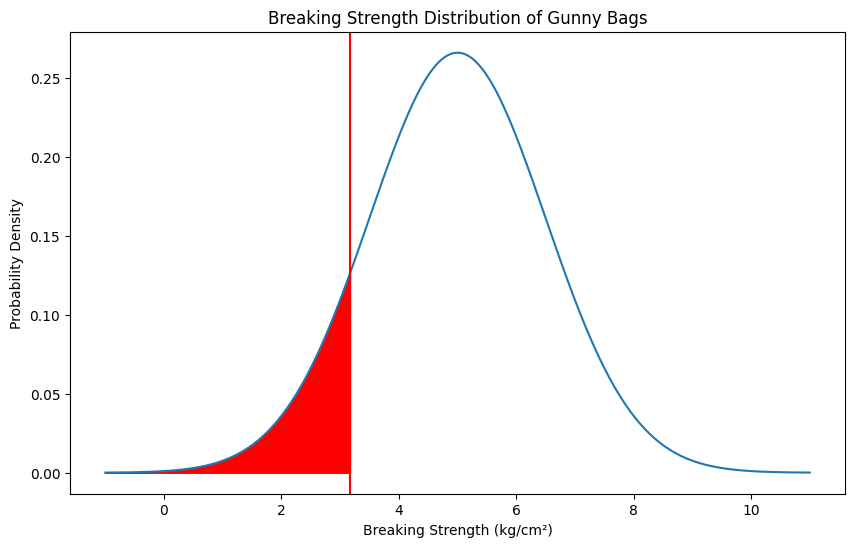 Breaking Strength Distribution of Gunny Bags
0.25
0.20
0.15
0.10
0.05
0.00
Probability Density
0 2 4 6 8 10
Breaking Strength (kg/cm²)